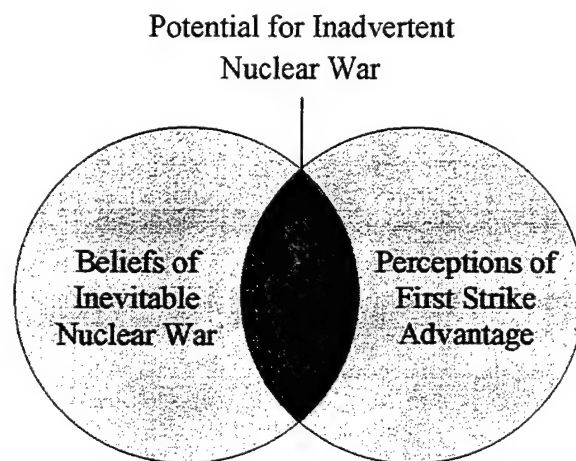 Potential for Inadvertent
Nuclear War
Beliefs of
Inevitable
Nuclear War
Perceptions of
First Strike
Advantage